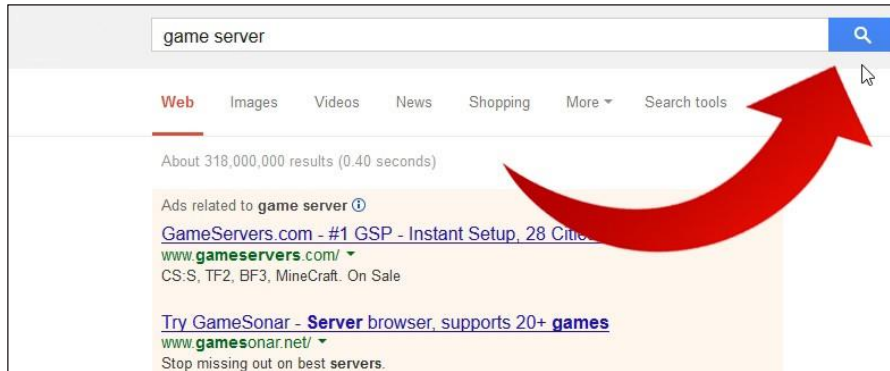 game server
Web Images Videos News Shopping More Search tools
About 318,000,000 results (0.40 seconds)
Ads related to game server
GameServers.com - #1 GSP - Instant Setup, 28
www.gameservers.com/
CS:S, TF2, BF3, MineCraft. On Sale
Try GameSonar - Server browser, supports 20+ games
www.gamesonar.net/
Stop missing out on best servers.